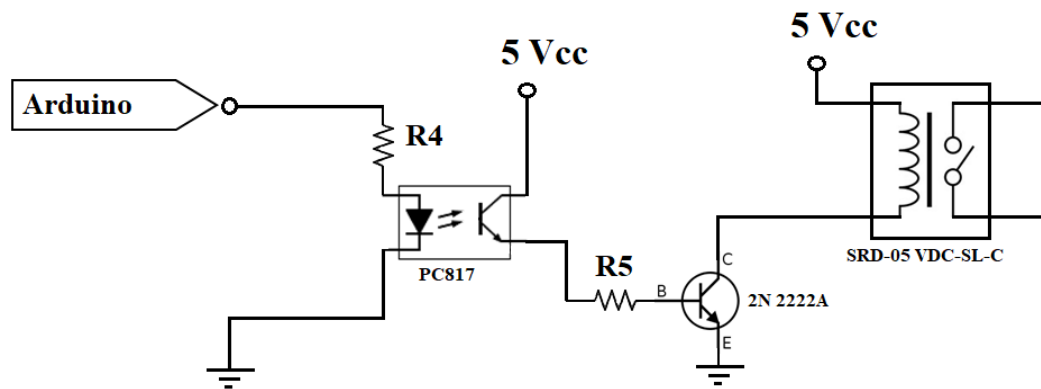 5 Vcc
5 Vcc
Arduino
R4
SRD-05 VDC-SL-C
PC817
R5
C
B
2N 2222A
E